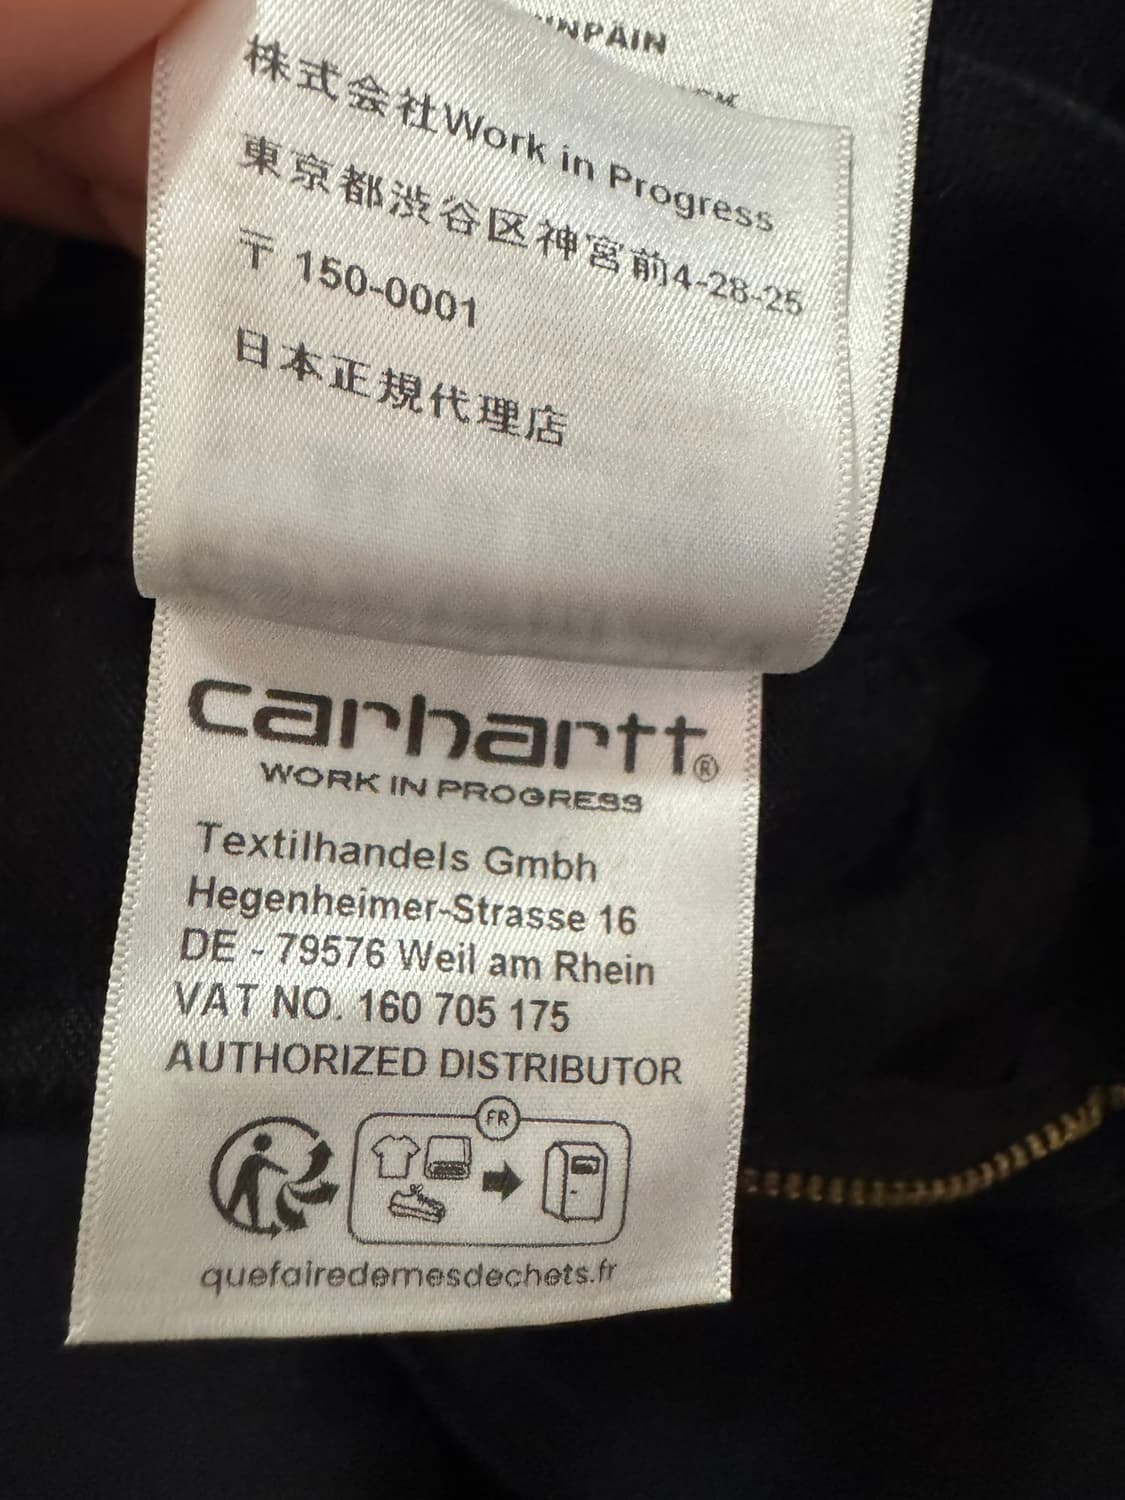 株式会社Work in Progress
東京都渋谷区神宮前4-28-25
〒 150-0001
日本正規代理店
carhartt®
WORK IN PROGRESS
Textilhandels Gmbh
Hegenheimer-Strasse 16
DE - 79576 Weil am Rhein
VAT NO. 160 705 175
AUTHORIZED DISTRIBUTOR
FR
quefairedemesdechets.fr